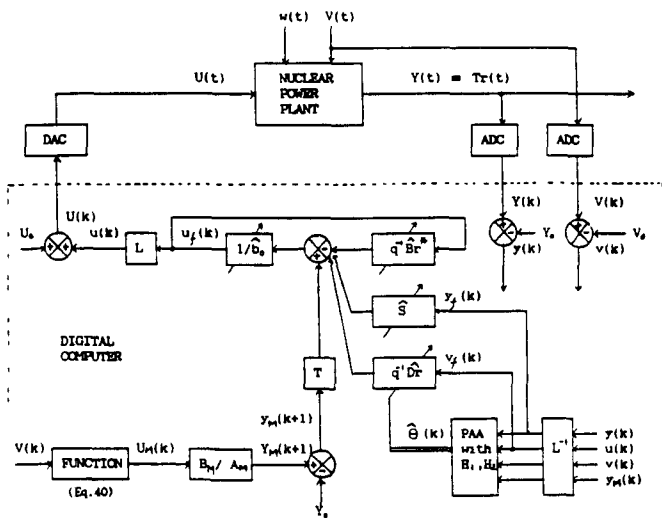 w(t)
V(t)
U(t)
NUCLEAR
POWER
PLANT
Y(t) = Tr(t)
DAC
ADC
ADC
U(k)
Y(k)
V(k)
U₀
u(k)
L
u_f(k)
1/b̂₀
q⁻¹B̂r*
Y₀
y(k)
V₀
v(k)
Ŝ
y_f(k)
DIGITAL
COMPUTER
T
q⁻¹D̂r
v_f(k)
y_M(k+1)
θ̂(k)
PAA
with
H₁,H₂
L⁻¹
y(k)
u(k)
v(k)
y_M(k)
V(k)
FUNCTION
(Eq.40)
U_M(k)
B_M/ A_M
Y_M(k+1)
Y₀